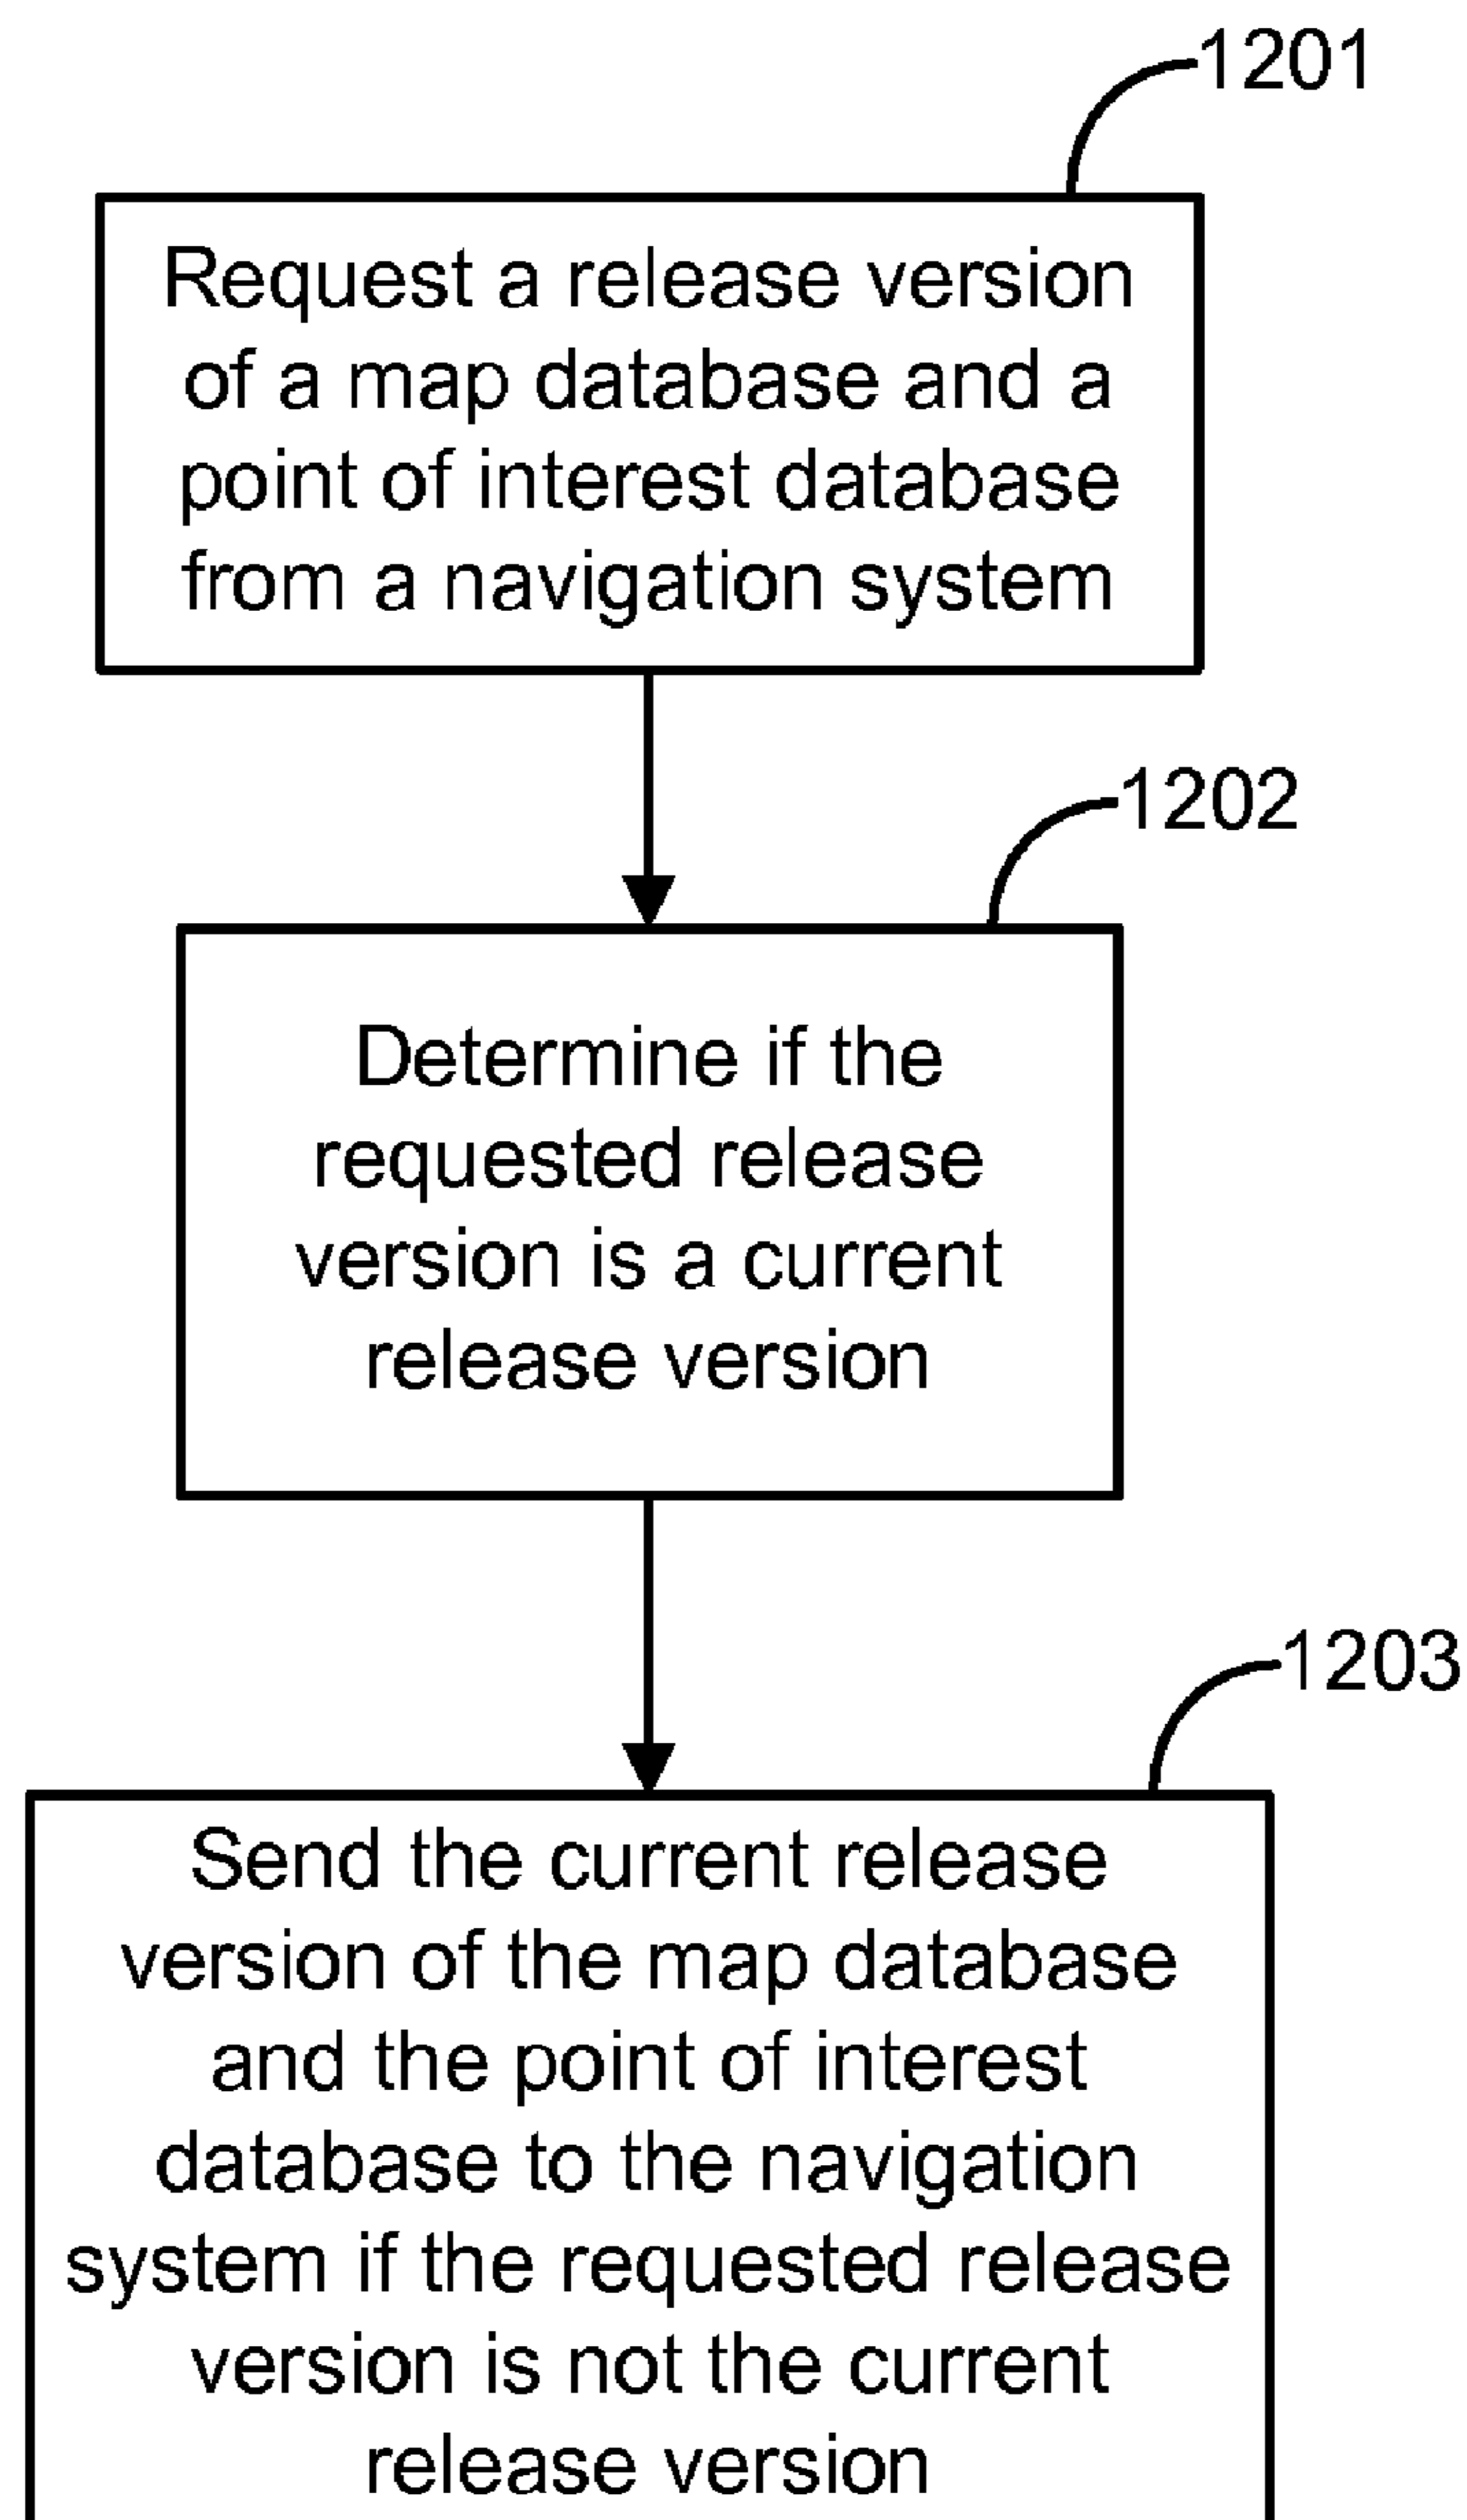 1201
Request a release version
of a map database and a
point of interest database
from a navigation system
1202
Determine if the
requested release
version is a current
release version
1203
Send the current release
version of the map database
and the point of interest
database to the navigation
system if the requested release
version is not the current
release version